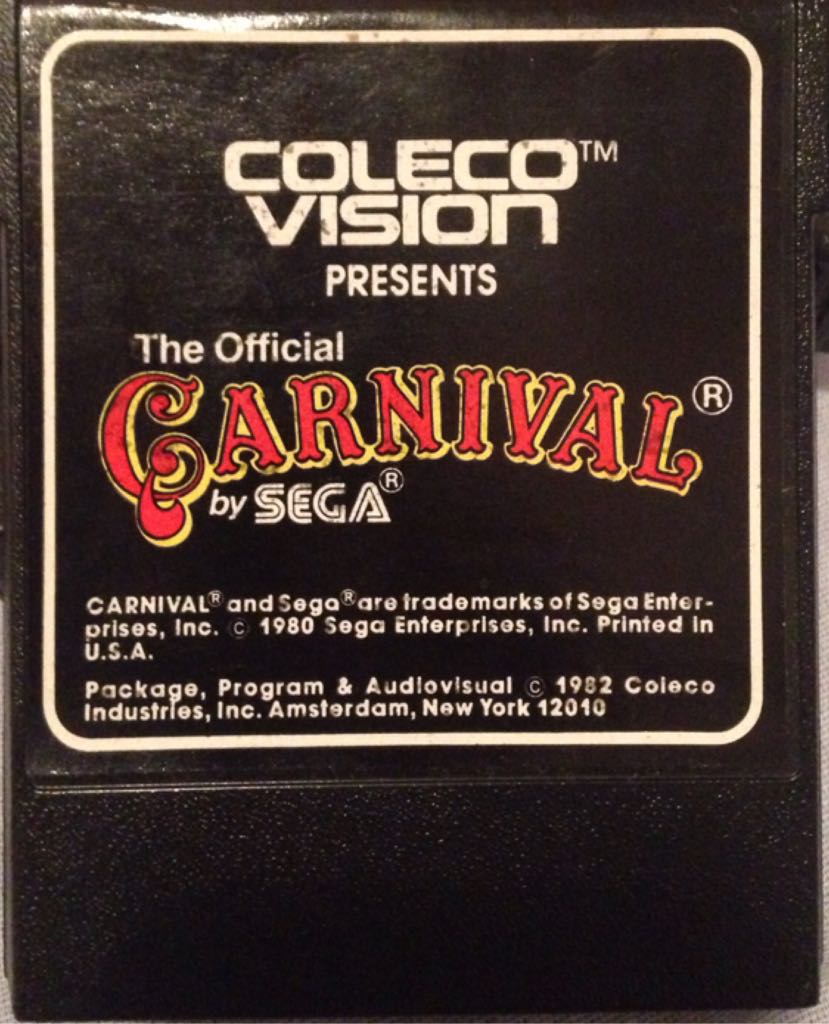 COLECO™
VISION
PRESENTS
The Official
CARNIVAL®
by SEGA®
CARNIVAL® and Sega® are trademarks of Sega Enter-
prises, Inc. © 1980 Sega Enterprises, Inc. Printed in
U.S.A.
Package, Program & Audiovisual © 1982 Coleco
Industries, Inc. Amsterdam, New York 12010